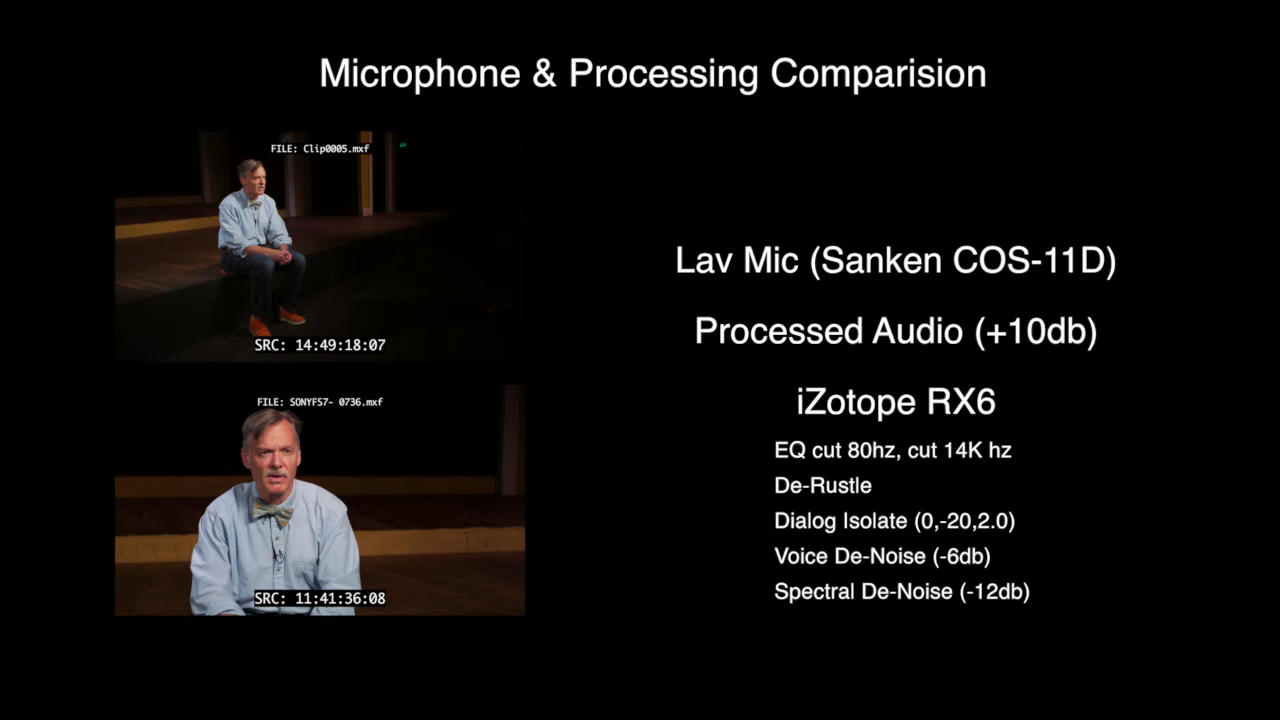 Microphone & Processing Comparision
FILE: Clip0005.mxf
SRC: 14:49:18:07
FILE: SONYFS7- 0736.mxf
SRC: 11:41:36:08
Lav Mic (Sanken COS-11D)
Processed Audio (+10db)
iZotope RX6
EQ cut 80hz, cut 14K hz
De-Rustle
Dialog Isolate (0,-20,2.0)
Voice De-Noise (-6db)
Spectral De-Noise (-12db)